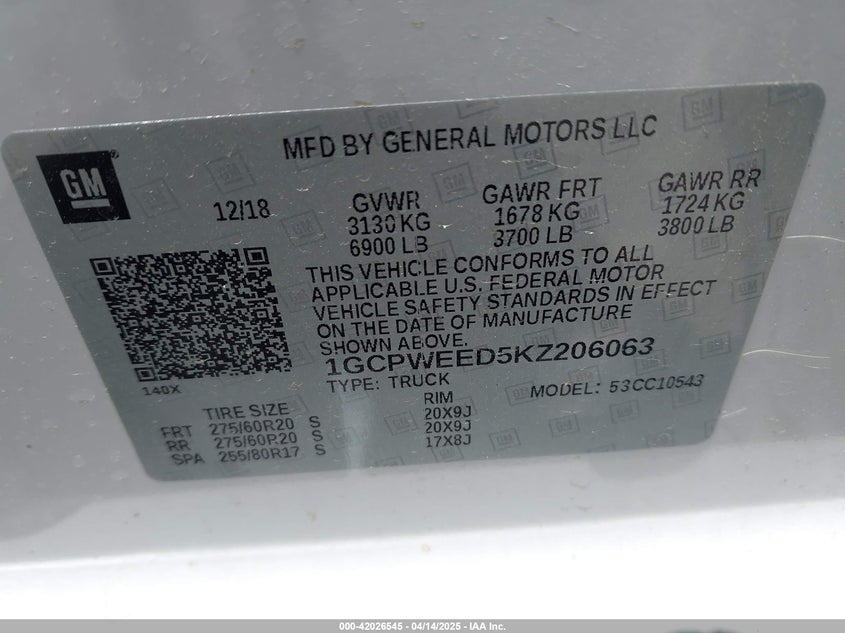 MFD BY GENERAL MOTORS LLC
GM
12/18
GVWR
3130 KG
6900 LB
GAWR FRT
1678 KG
3700 LB
GAWR RR
1724 KG
3800 LB
THIS VEHICLE CONFORMS TO ALL
APPLICABLE U.S. FEDERAL MOTOR
VEHICLE SAFETY STANDARDS IN EFFECT
ON THE DATE OF MANUFACTURE
SHOWN ABOVE.
1GCPWEED5KZ206063
TYPE: TRUCK
MODEL: 53CC10543
140X
TIRE SIZE
RIM
FRT 275/60R20 S 20X9J
RR 275/60R20 S 20X9J
SPA 255/80R17 S 17X8J
000-42026545 - 04/14/2025 - IAA Inc.